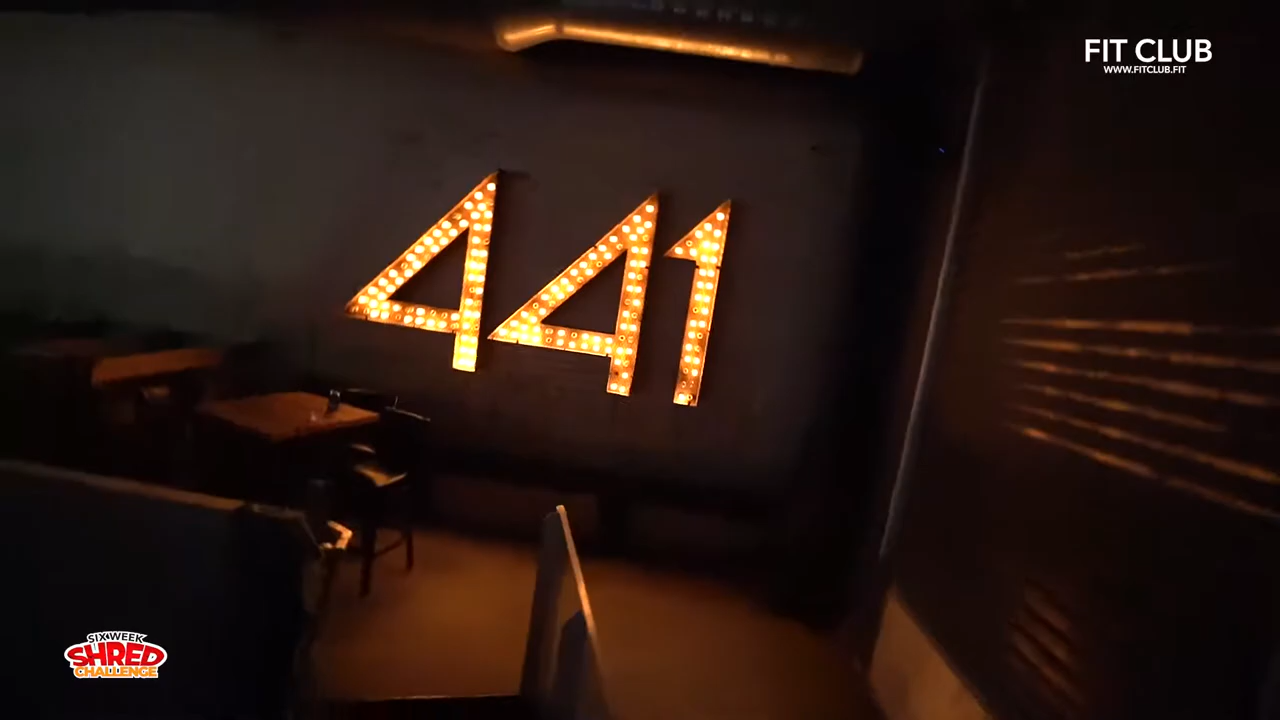 FIT CLUB
WWW.FITCLUB.FIT
441
SIX WEEK
SHRED
CHALLENGE